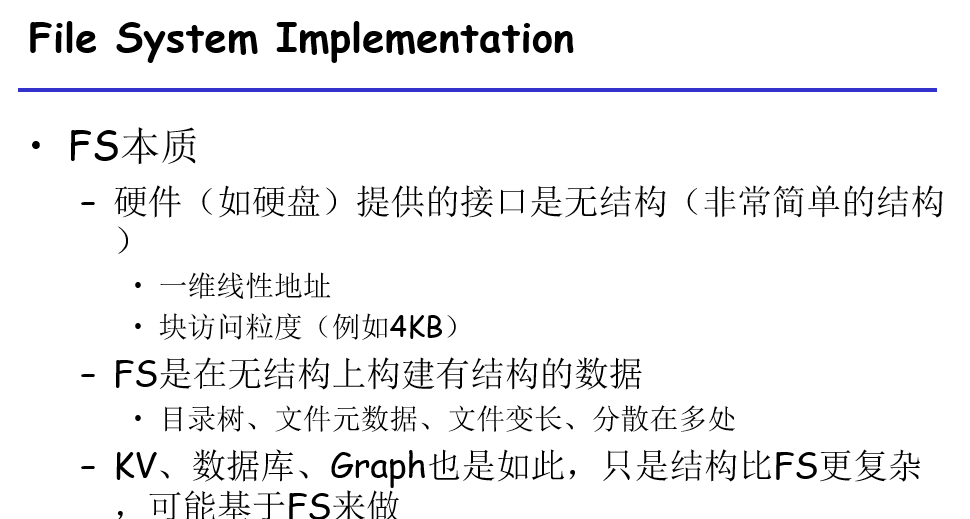 File System Implementation
• FS本质
– 硬件（如硬盘）提供的接口是无结构（非常简单的结构
）
• 一维线性地址
• 块访问粒度（例如4KB）
– FS是在无结构上构建有结构的数据
• 目录树、文件元数据、文件变长、分散在多处
– KV、数据库、Graph也是如此，只是结构比FS更复杂
，可能基于FS来做